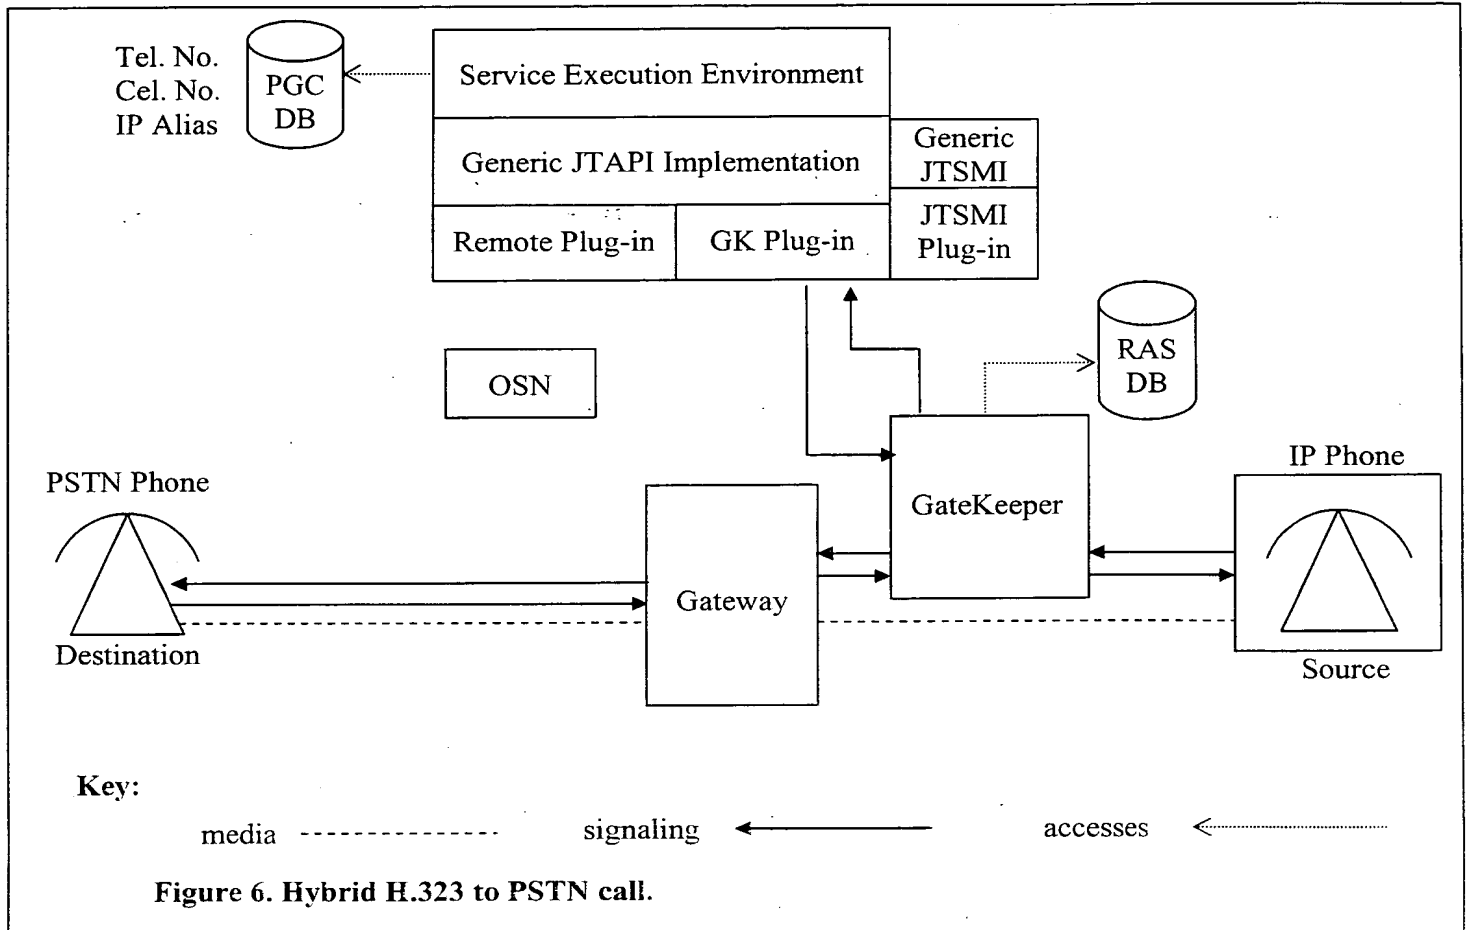 Tel. No.
Cel. No.
IP Alias
PGC
DB
Service Execution Environment
Generic JTAPI Implementation
Generic
JTSMI
Remote Plug-in
GK Plug-in
JTSMI
Plug-in
OSN
RAS
DB
PSTN Phone
IP Phone
GateKeeper
Gateway
Destination
Source
Key:
media
signaling
accesses
Figure 6. Hybrid H.323 to PSTN call.